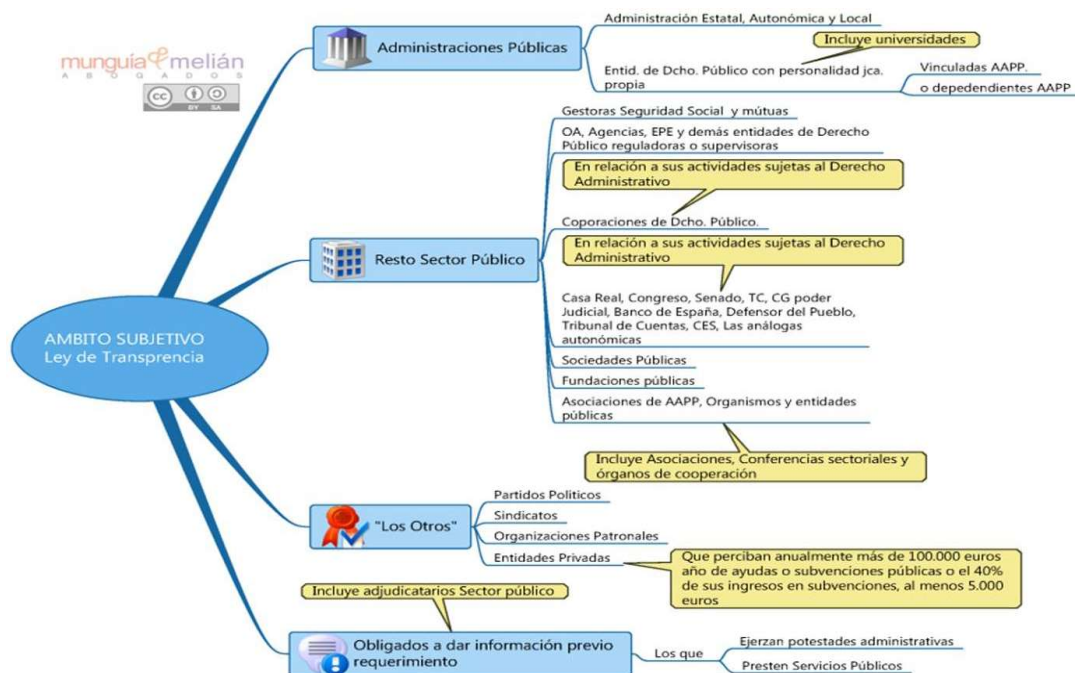 munguía&melián
ABOGADOS
cc
BY SA
AMBITO SUBJETIVO
Ley de Transprencia
Administraciones Públicas
Administración Estatal, Autonómica y Local
Incluye universidades
Entid. de Dcho. Público con personalidad jca.
propia
Vinculadas AAPP.
o depedendientes AAPP
Resto Sector Público
Gestoras Seguridad Social y mútuas
OA, Agencias, EPE y demás entidades de Derecho
Público reguladoras o supervisoras
En relación a sus actividades sujetas al Derecho
Administrativo
Coporaciones de Dcho. Público.
En relación a sus actividades sujetas al Derecho
Administrativo
Casa Real, Congreso, Senado, TC, CG poder
Judicial, Banco de España, Defensor del Pueblo,
Tribunal de Cuentas, CES, Las análogas
autonómicas
Sociedades Públicas
Fundaciones públicas
Asociaciones de AAPP, Organismos y entidades
públicas
Incluye Asociaciones, Conferencias sectoriales y
órganos de cooperación
"Los Otros"
Partidos Politicos
Sindicatos
Organizaciones Patronales
Entidades Privadas
Que perciban anualmente más de 100.000 euros
año de ayudas o subvenciones públicas o el 40%
de sus ingresos en subvenciones, al menos 5.000
euros
Incluye adjudicatarios Sector público
Obligados a dar información previo
requerimiento
Los que
Ejerzan potestades administrativas
Presten Servicios Públicos